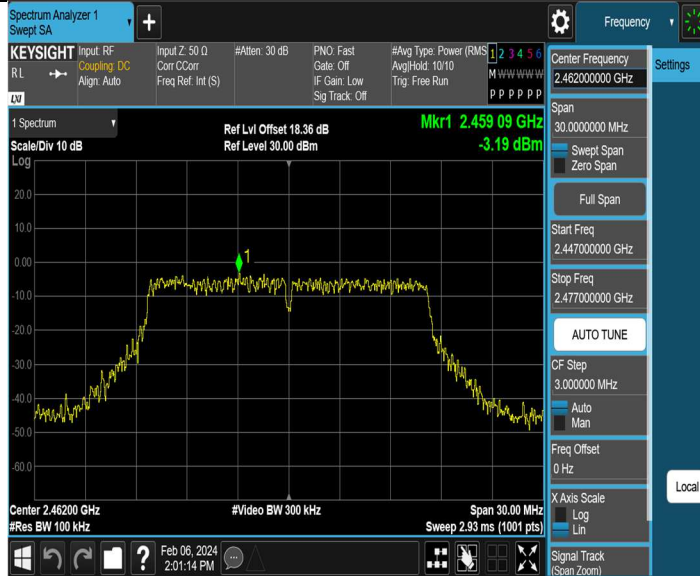 Spectrum Analyzer 1
Swept SA
Frequency
KEYSIGHT
RL
LXI
Input: RF
Coupling: DC
Align: Auto
Input Z: 50 Ω
Corr CCorr
Freq Ref: Int (S)
#Atten: 30 dB
PNO: Fast
Gate: Off
IF Gain: Low
Sig Track: Off
#Avg Type: Power (RMS
Avg|Hold: 10/10
Trig: Free Run
1 2 3 4 5 6
M W W W W W
P P P P P P
1 Spectrum
Scale/Div 10 dB
Log
Ref Lvl Offset 18.36 dB
Ref Level 30.00 dBm
Mkr1 2.459 09 GHz
-3.19 dBm
1
20.0
10.0
0.00
-10.0
-20.0
-30.0
-40.0
-50.0
-60.0
Center 2.46200 GHz
#Res BW 100 kHz
#Video BW 300 kHz
Span 30.00 MHz
Sweep 2.93 ms (1001 pts)
Feb 06, 2024
2:01:14 PM
?
Center Frequency
2.462000000 GHz
Span
30.0000000 MHz
Swept Span
Zero Span
Full Span
Start Freq
2.447000000 GHz
Stop Freq
2.477000000 GHz
AUTO TUNE
CF Step
3.000000 MHz
Auto
Man
Freq Offset
0 Hz
X Axis Scale
Log
Lin
Signal Track
(Span Zoom)
Settings
Local